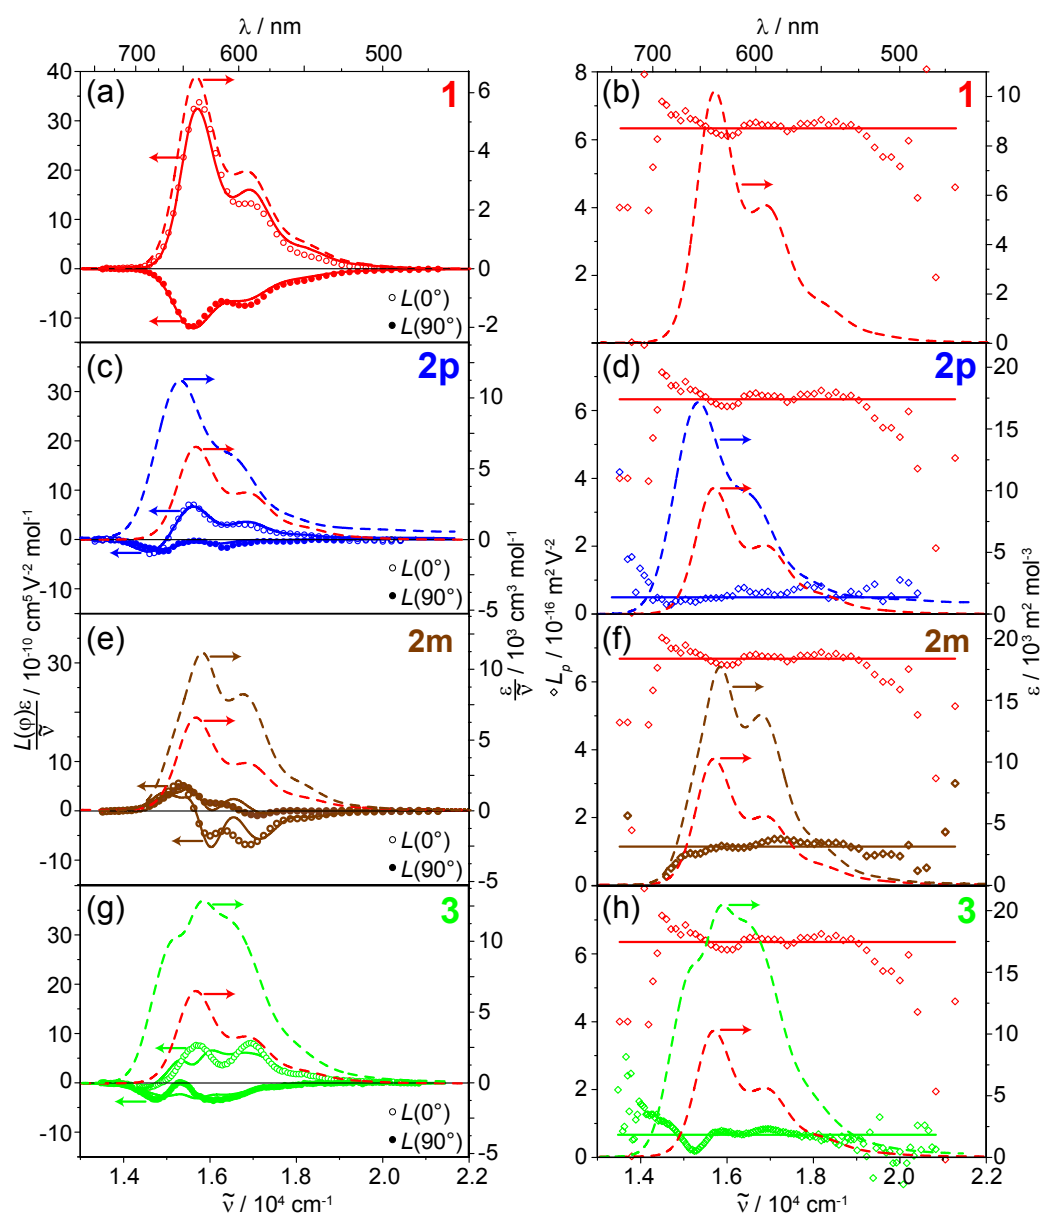 λ / nm
λ / nm
700 600 500
700 600 500
(a) 1
40
30
20
10
0
-10
6
4
2
0
-2
L(0°)
L(90°)
(b) 1
8
6
4
2
10
8
6
4
2
0
(c) 2p
30
20
10
0
-10
10
5
0
-5
L(0°)
L(90°)
(d) 2p
6
4
2
0
20
15
10
5
0
(e) 2m
30
10
0
-10
10
5
0
-5
L(0°)
L(90°)
(f) 2m
6
4
2
0
20
15
10
5
0
(g) 3
30
20
10
0
-10
10
5
0
-5
L(0°)
L(90°)
(h) 3
6
4
2
0
20
15
10
5
0
L(φ)ε / ν̃ / 10⁻¹⁰ cm⁵ V⁻² mol⁻¹
ε / ν̃ / 10³ cm³ mol⁻¹
⋄ Lₚ / 10⁻¹⁶ m² V⁻²
ε / 10³ m² mol⁻³
1.4 1.6 1.8 2.0 2.2
1.4 1.6 1.8 2.0 2.2
ν̃ / 10⁴ cm⁻¹
ν̃ / 10⁴ cm⁻¹